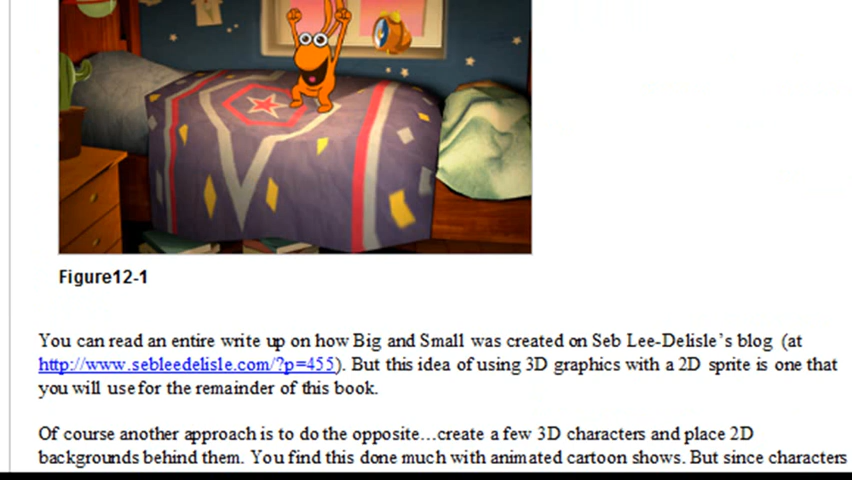 Figure12-1
You can read an entire write up on how Big and Small was created on Seb Lee-Delisle’s blog (at
http://www.sebleedelisle.com/?p=455). But this idea of using 3D graphics with a 2D sprite is one that
you will use for the remainder of this book.
Of course another approach is to do the opposite…create a few 3D characters and place 2D
backgrounds behind them. You find this done much with animated cartoon shows. But since characters